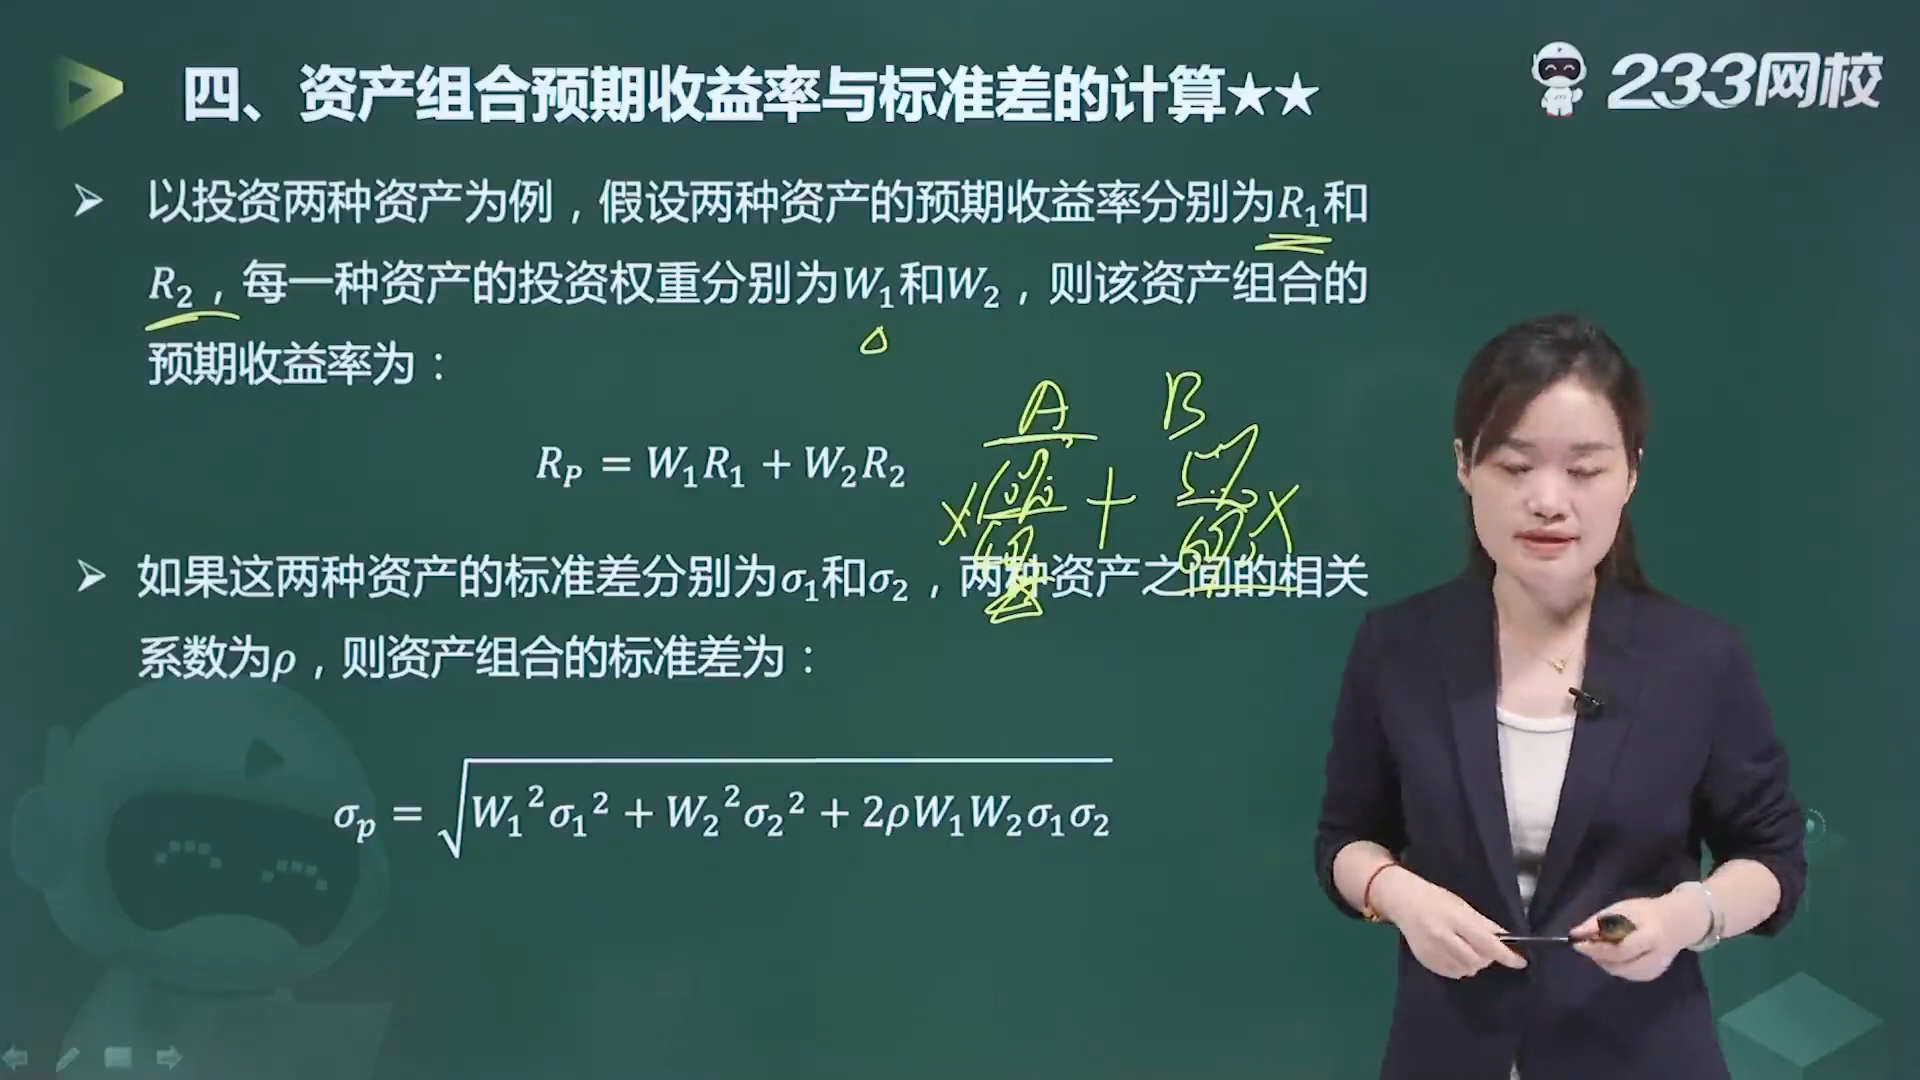 四、资产组合预期收益率与标准差的计算★★
233网校
以投资两种资产为例，假设两种资产的预期收益率分别为R₁和
R₂，每一种资产的投资权重分别为W₁和W₂，则该资产组合的
预期收益率为：
A B
R_P = W₁R₁ + W₂R₂
+
如果这两种资产的标准差分别为σ₁和σ₂，两种资产之间的相关
系数为ρ，则资产组合的标准差为：
σ_p = √(W₁²σ₁² + W₂²σ₂² + 2ρW₁W₂σ₁σ₂)